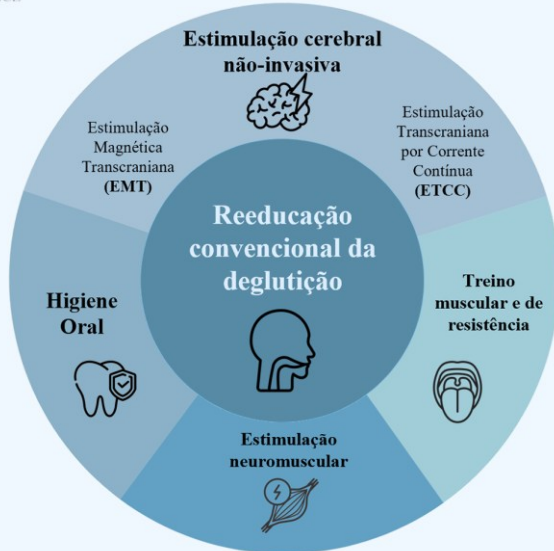 Estimulação cerebral
não-invasiva
Estimulação
Magnética
Transcraniana
(EMT)
Estimulação
Transcraniana
por Corrente
Contínua
(ETCC)
Reeducação
convencional da
deglutição
Higiene
Oral
Treino
muscular e de
resistência
Estimulação
neuromuscular